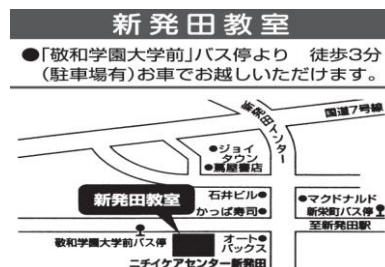 新発田教室
●「敬和学園大学前」バス停より　徒歩3分
（駐車場有）お車でお越しいただけます。
新発田インター
国道7号線
●ジョイ
タウン
●蔦屋書店
新発田教室
石井ビル●
かっぱ寿司●
●マクドナルド
新栄町バス停
至新発田駅
敬和学園大学前バス停
オート●
バックス
ニチイケアセンター新発田